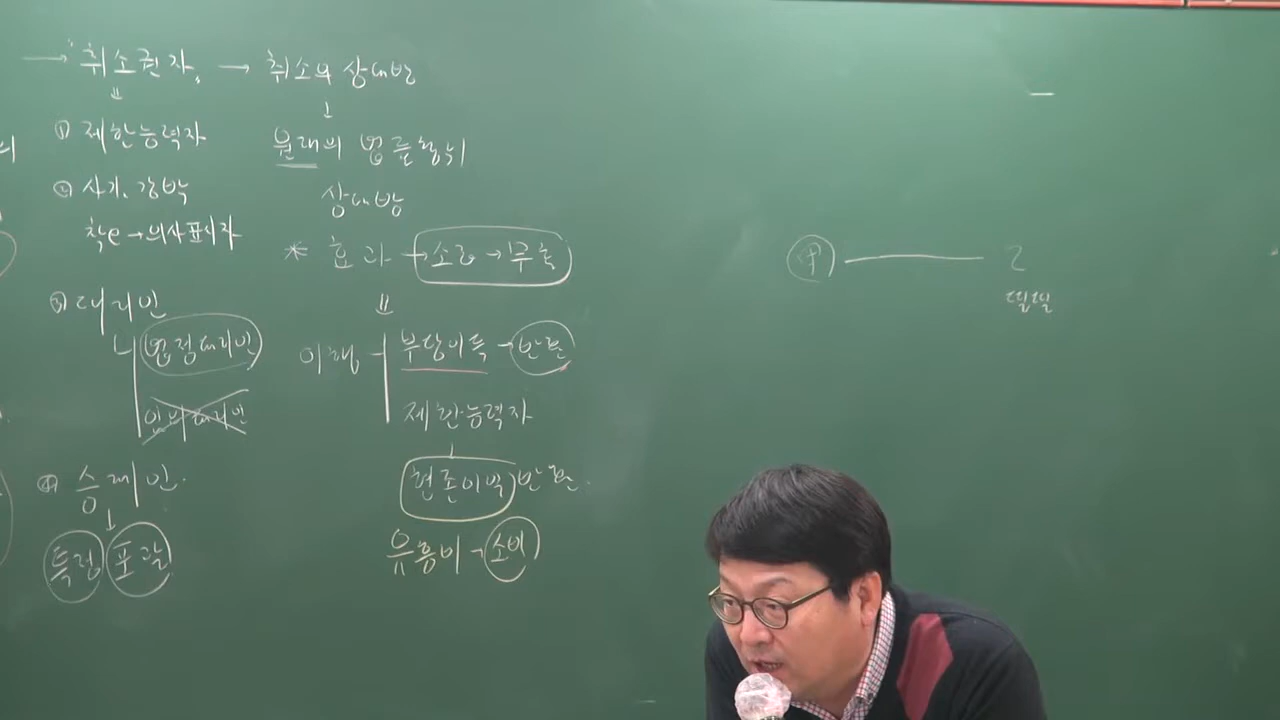 → 취소권자 → 취소의 상대방
① 제한능력자
② 사기, 강박
착오 → 의사표시자
③ 대리인
법정대리인
임의대리인
④ 승계인
특정 포괄
원래의 법률행위
상대방
* 효과 → 소급 → 무효
이행
부당이득 → 반환
제한능력자
현존이익 반환
유흥비 소비
甲 乙
띨띨